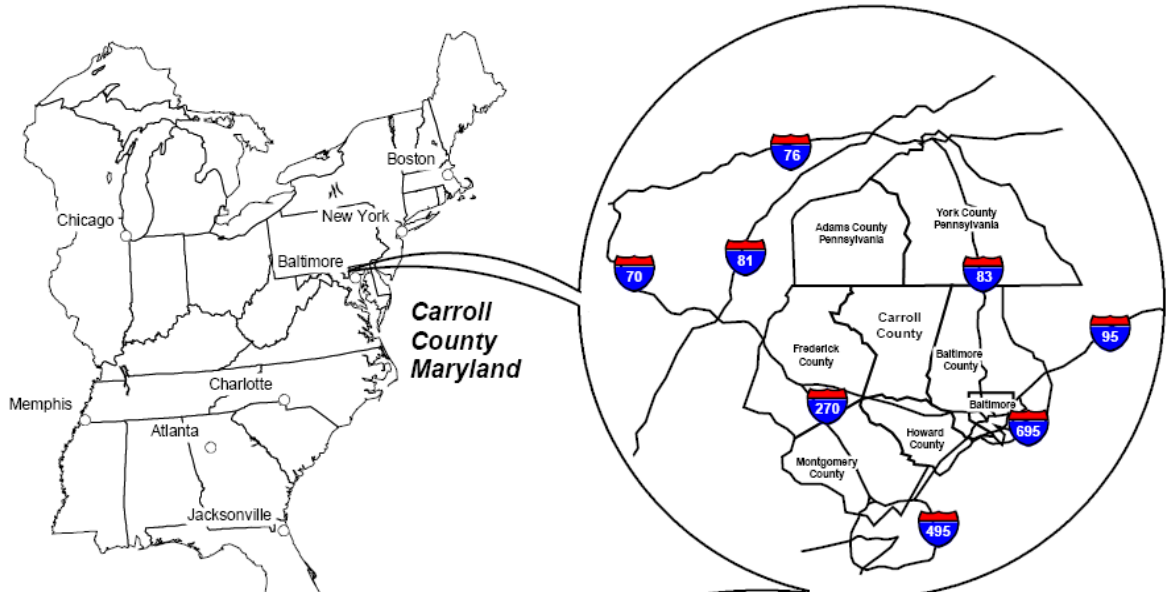 Boston
Chicago
New York
Baltimore
Carroll
County
Maryland
Charlotte
Memphis
Atlanta
Jacksonville
76
Adams County
Pennsylvania
York County
Pennsylvania
70
81
83
95
Carroll
County
Frederick
County
Baltimore
County
270
Baltimore
695
Howard
County
Montgomery
County
495